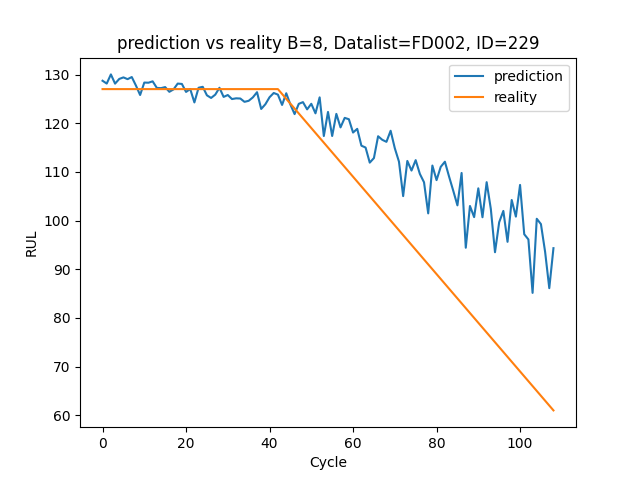 prediction vs reality B=8, Datalist=FD002, ID=229
prediction
reality
RUL
130
120
110
100
90
80
70
60
0 20 40 60 80 100
Cycle